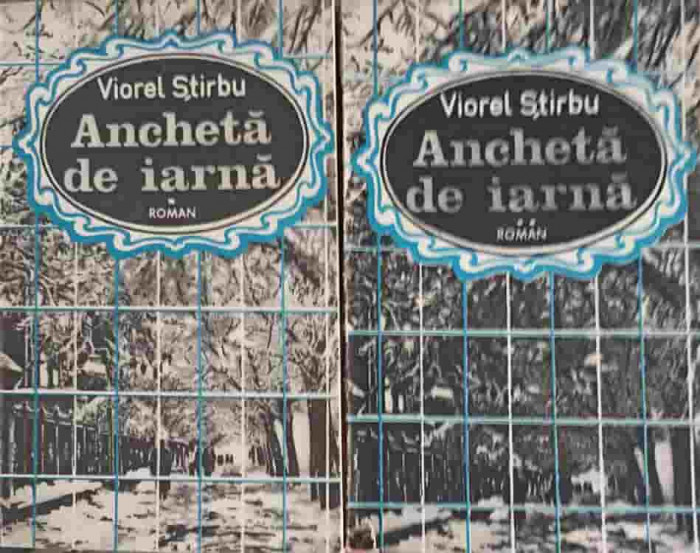 Viorel Știrbu
Anchetă
de iarnă
*
ROMAN
Viorel Știrbu
Anchetă
de iarnă
**
ROMAN